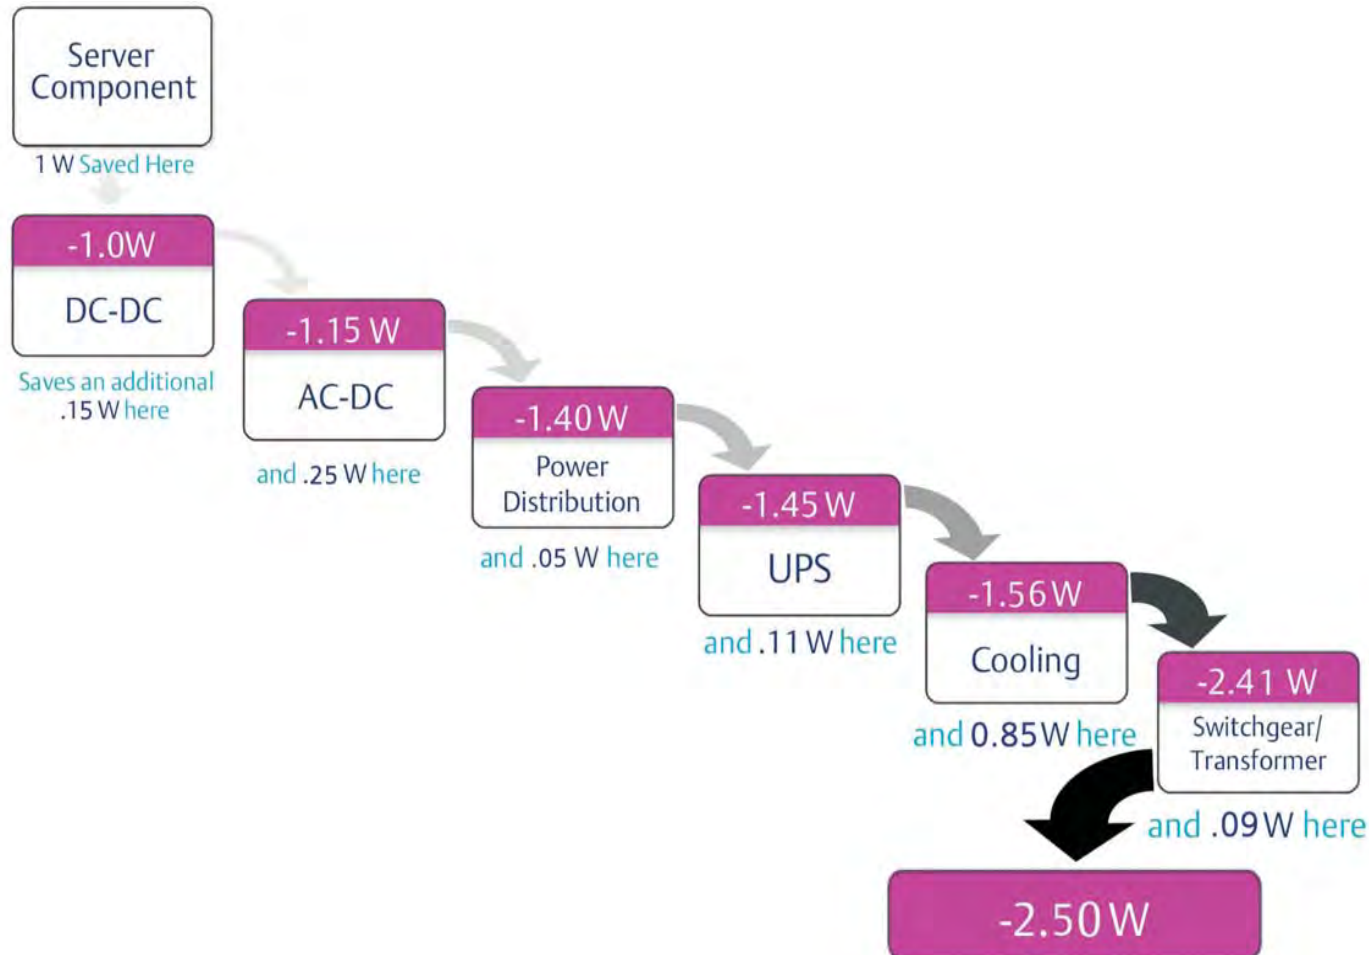 Server
Component
1 W Saved Here
-1.0W
DC-DC
Saves an additional
.15 W here
-1.15 W
AC-DC
and .25 W here
-1.40 W
Power
Distribution
and .05 W here
-1.45 W
UPS
and .11 W here
-1.56 W
Cooling
and 0.85W here
-2.41 W
Switchgear/
Transformer
and .09W here
-2.50 W